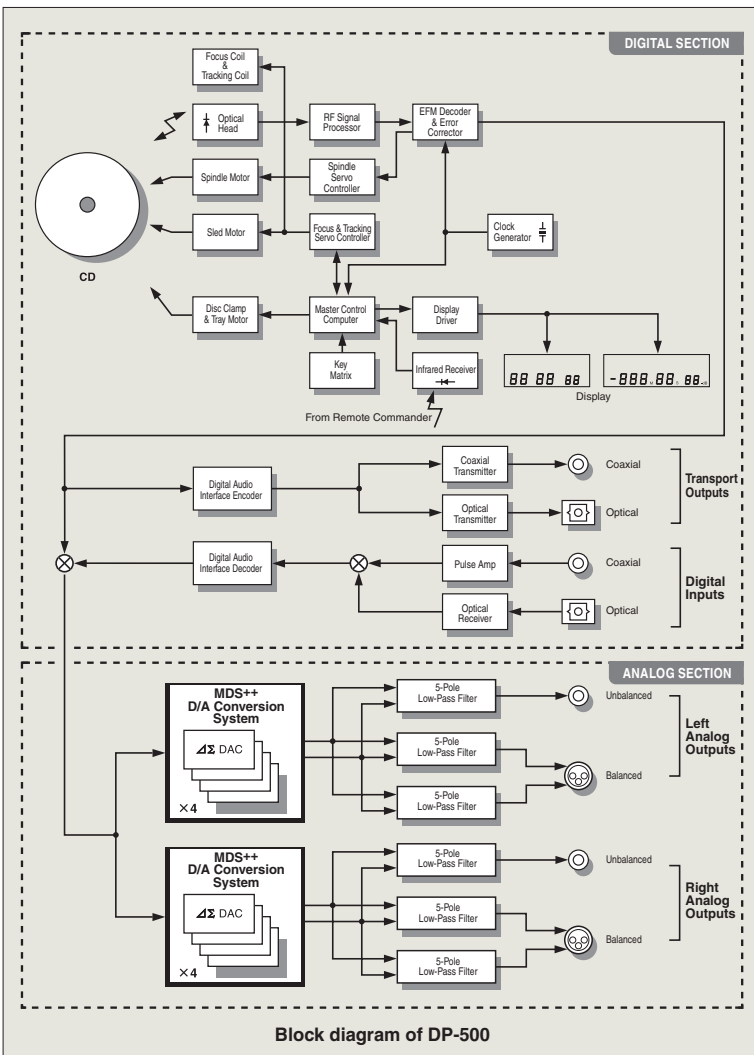 DIGITAL SECTION
Focus Coil
&
Tracking Coil
Optical
Head
RF Signal
Processor
EFM Decoder
& Error
Corrector
Spindle Motor
Spindle
Servo
Controller
Sled Motor
Focus & Tracking
Servo Controller
Clock
Generator
CD
Disc Clamp
& Tray Motor
Master Control
Computer
Display
Driver
Key
Matrix
Infrared Receiver
88 88 88
-888 M 88 S 88 -dB
Display
From Remote Commander
Digital Audio
Interface Encoder
Coaxial
Transmitter
Coaxial
Optical
Transmitter
Optical
Transport
Outputs
Digital Audio
Interface Decoder
Pulse Amp
Coaxial
Optical
Receiver
Optical
Digital
Inputs
ANALOG SECTION
MDS++
D/A Conversion
System
ΔΣ DAC
×4
5-Pole
Low-Pass Filter
Unbalanced
5-Pole
Low-Pass Filter
Balanced
5-Pole
Low-Pass Filter
Left
Analog
Outputs
MDS++
D/A Conversion
System
ΔΣ DAC
×4
5-Pole
Low-Pass Filter
Unbalanced
5-Pole
Low-Pass Filter
Balanced
5-Pole
Low-Pass Filter
Right
Analog
Outputs
Block diagram of DP-500